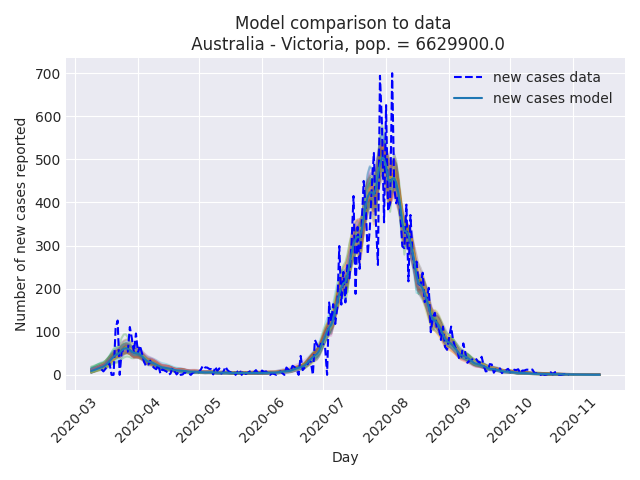 Model comparison to data
Australia - Victoria, pop. = 6629900.0
new cases data
new cases model
Number of new cases reported
700
600
500
400
300
200
100
0
2020-03
2020-04
2020-05
2020-06
2020-07
2020-08
2020-09
2020-10
2020-11
Day